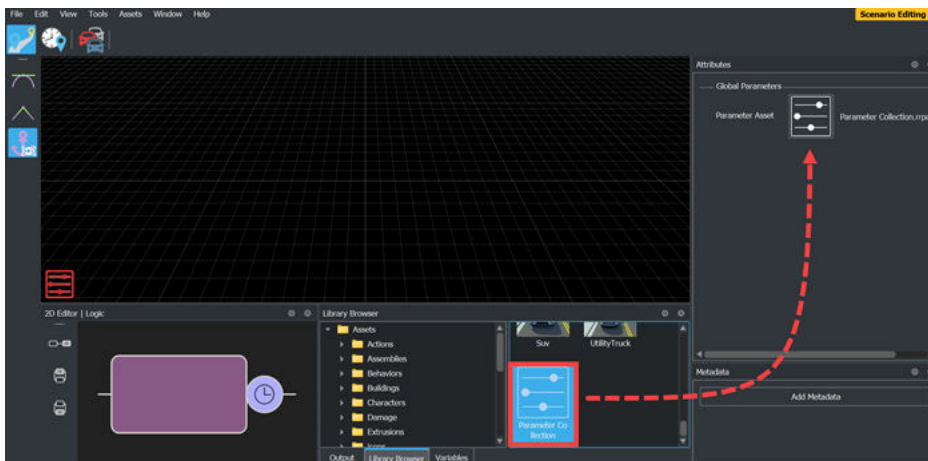 File Edit View Tools Assets Window Help
Scenario Editing
Attributes
Global Parameters
Parameter Asset
Parameter Collection.rrpa
2D Editor | Logic
Library Browser
Assets
Actions
Assemblies
Behaviors
Buildings
Characters
Damage
Extrusions
Icons
Suv
UtilityTruck
Parameter Co
llection
Metadata
Add Metadata
Output Library Browser Variables